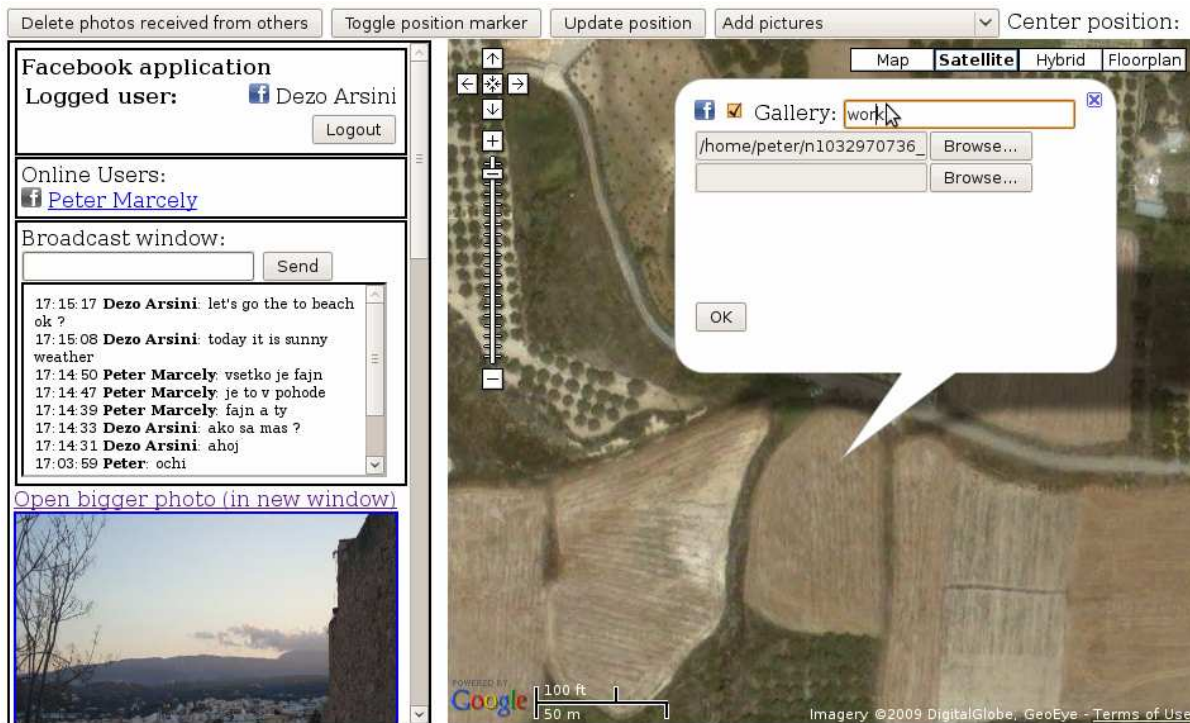 Delete photos received from others Toggle position marker Update position Add pictures Center position:
Facebook application
Logged user: Dezo Arsini
Logout
Online Users:
Peter Marcely
Broadcast window:
Send
17:15:17 Dezo Arsini: let's go the to beach
ok ?
17:15:08 Dezo Arsini: today it is sunny
weather
17:14:50 Peter Marcely: vsetko je fajn
17:14:47 Peter Marcely: je to v pohode
17:14:39 Peter Marcely: fajn a ty
17:14:33 Dezo Arsini: ako sa mas ?
17:14:31 Dezo Arsini: ahoj
17:03:59 Peter: ochi
Open bigger photo (in new window)
Map Satellite Hybrid Floorplan
Gallery: work
/home/peter/n1032970736_ Browse...
Browse...
OK
POWERED BY
Google
100 ft
50 m
Imagery ©2009 DigitalGlobe, GeoEye - Terms of Use